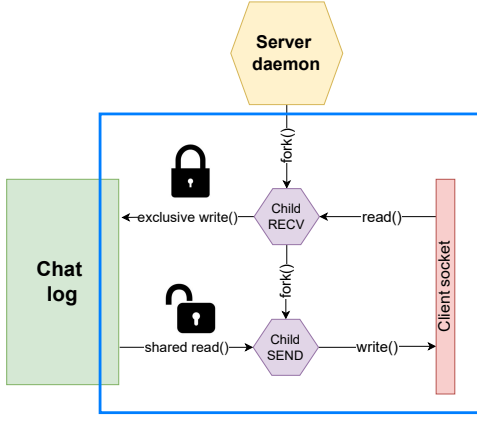 Server
daemon
fork()
Child
RECV
exclusive write()
read()
Chat
log
fork()
Client socket
Child
SEND
shared read()
write()